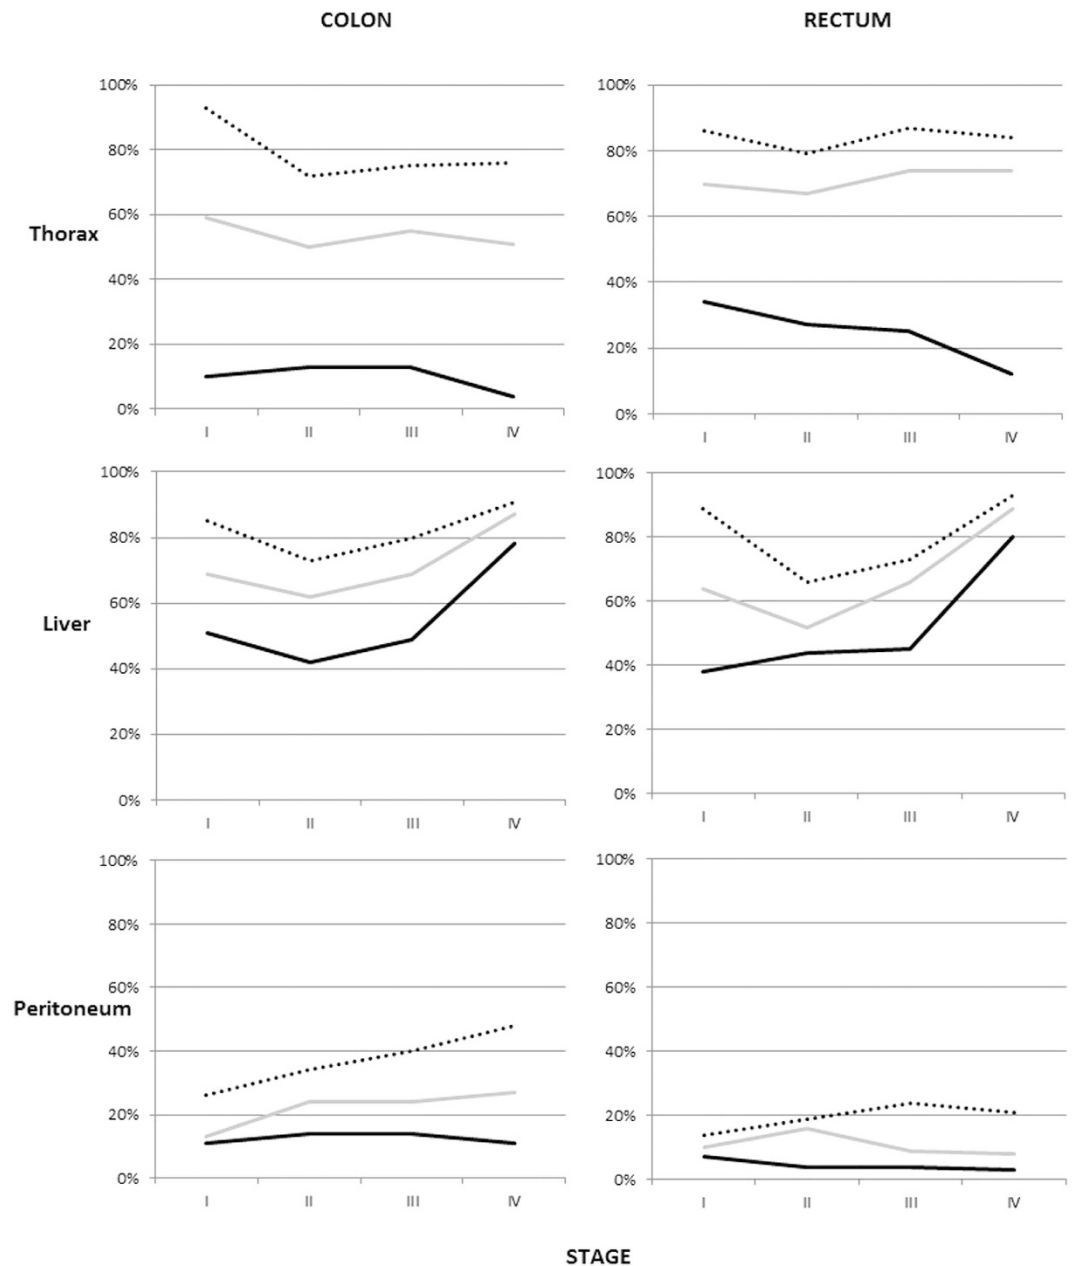 COLON RECTUM
100% 100%
80% 80%
60% 60%
Thorax
40% 40%
20% 20%
0% 0%
I II III IV I II III IV
100% 100%
80% 80%
60% 60%
Liver
40% 40%
20% 20%
0% 0%
I II III IV I II III IV
100% 100%
80% 80%
60% 60%
Peritoneum
40% 40%
20% 20%
0% 0%
I II III IV I II III IV
STAGE